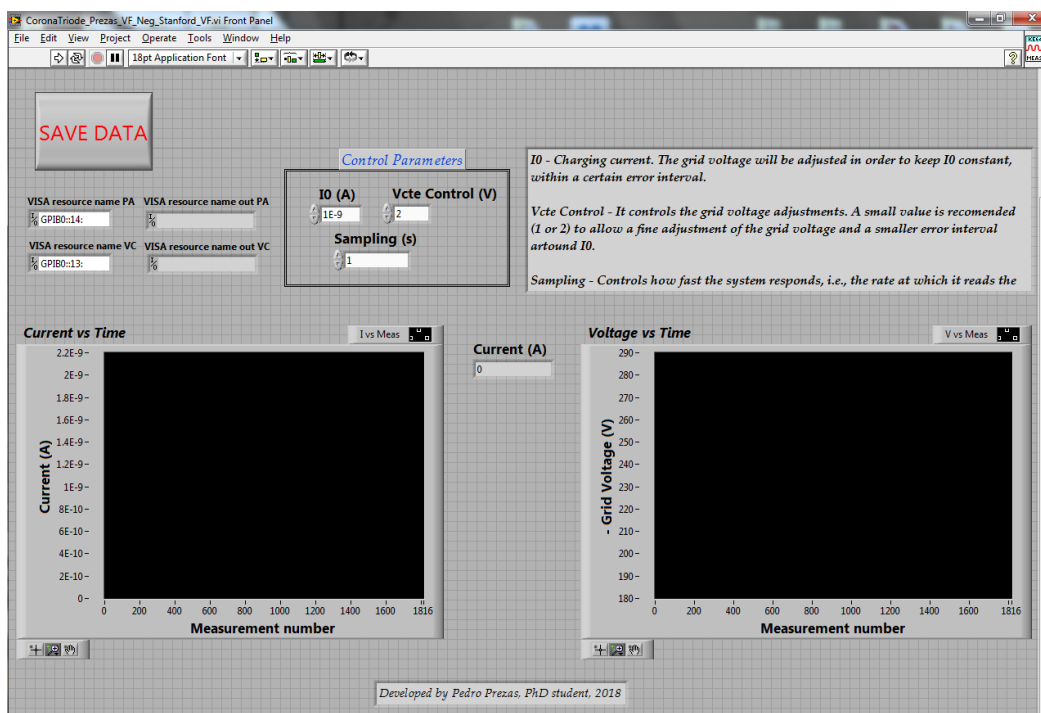 CoronaTriode_Prezas_VF_Neg_Stanford_VF.vi Front Panel
File Edit View Project Operate Tools Window Help
18pt Application Font
?
MEAS
SAVE DATA
VISA resource name PA
GPIB0::14:
VISA resource name out PA
VISA resource name VC
GPIB0::13:
VISA resource name out VC
Control Parameters
I0 (A)
1E-9
Vcte Control (V)
2
Sampling (s)
1
I0 - Charging current. The grid voltage will be adjusted in order to keep I0 constant,
within a certain error interval.
Vcte Control - It controls the grid voltage adjustments. A small value is recomended
(1 or 2) to allow a fine adjustment of the grid voltage and a smaller error interval
artound I0.
Sampling - Controls how fast the system responds, i.e., the rate at which it reads the
Current vs Time
I vs Meas
Current (A)
2.2E-9
2E-9
1.8E-9
1.6E-9
1.4E-9
1.2E-9
1E-9
8E-10
6E-10
4E-10
2E-10
0
0 200 400 600 800 1000 1200 1400 1600 1816
Measurement number
Current (A)
0
Voltage vs Time
V vs Meas
- Grid Voltage (V)
290
280
270
260
250
240
230
220
210
200
190
180
0 200 400 600 800 1000 1200 1400 1600 1816
Measurement number
Developed by Pedro Prezas, PhD student, 2018